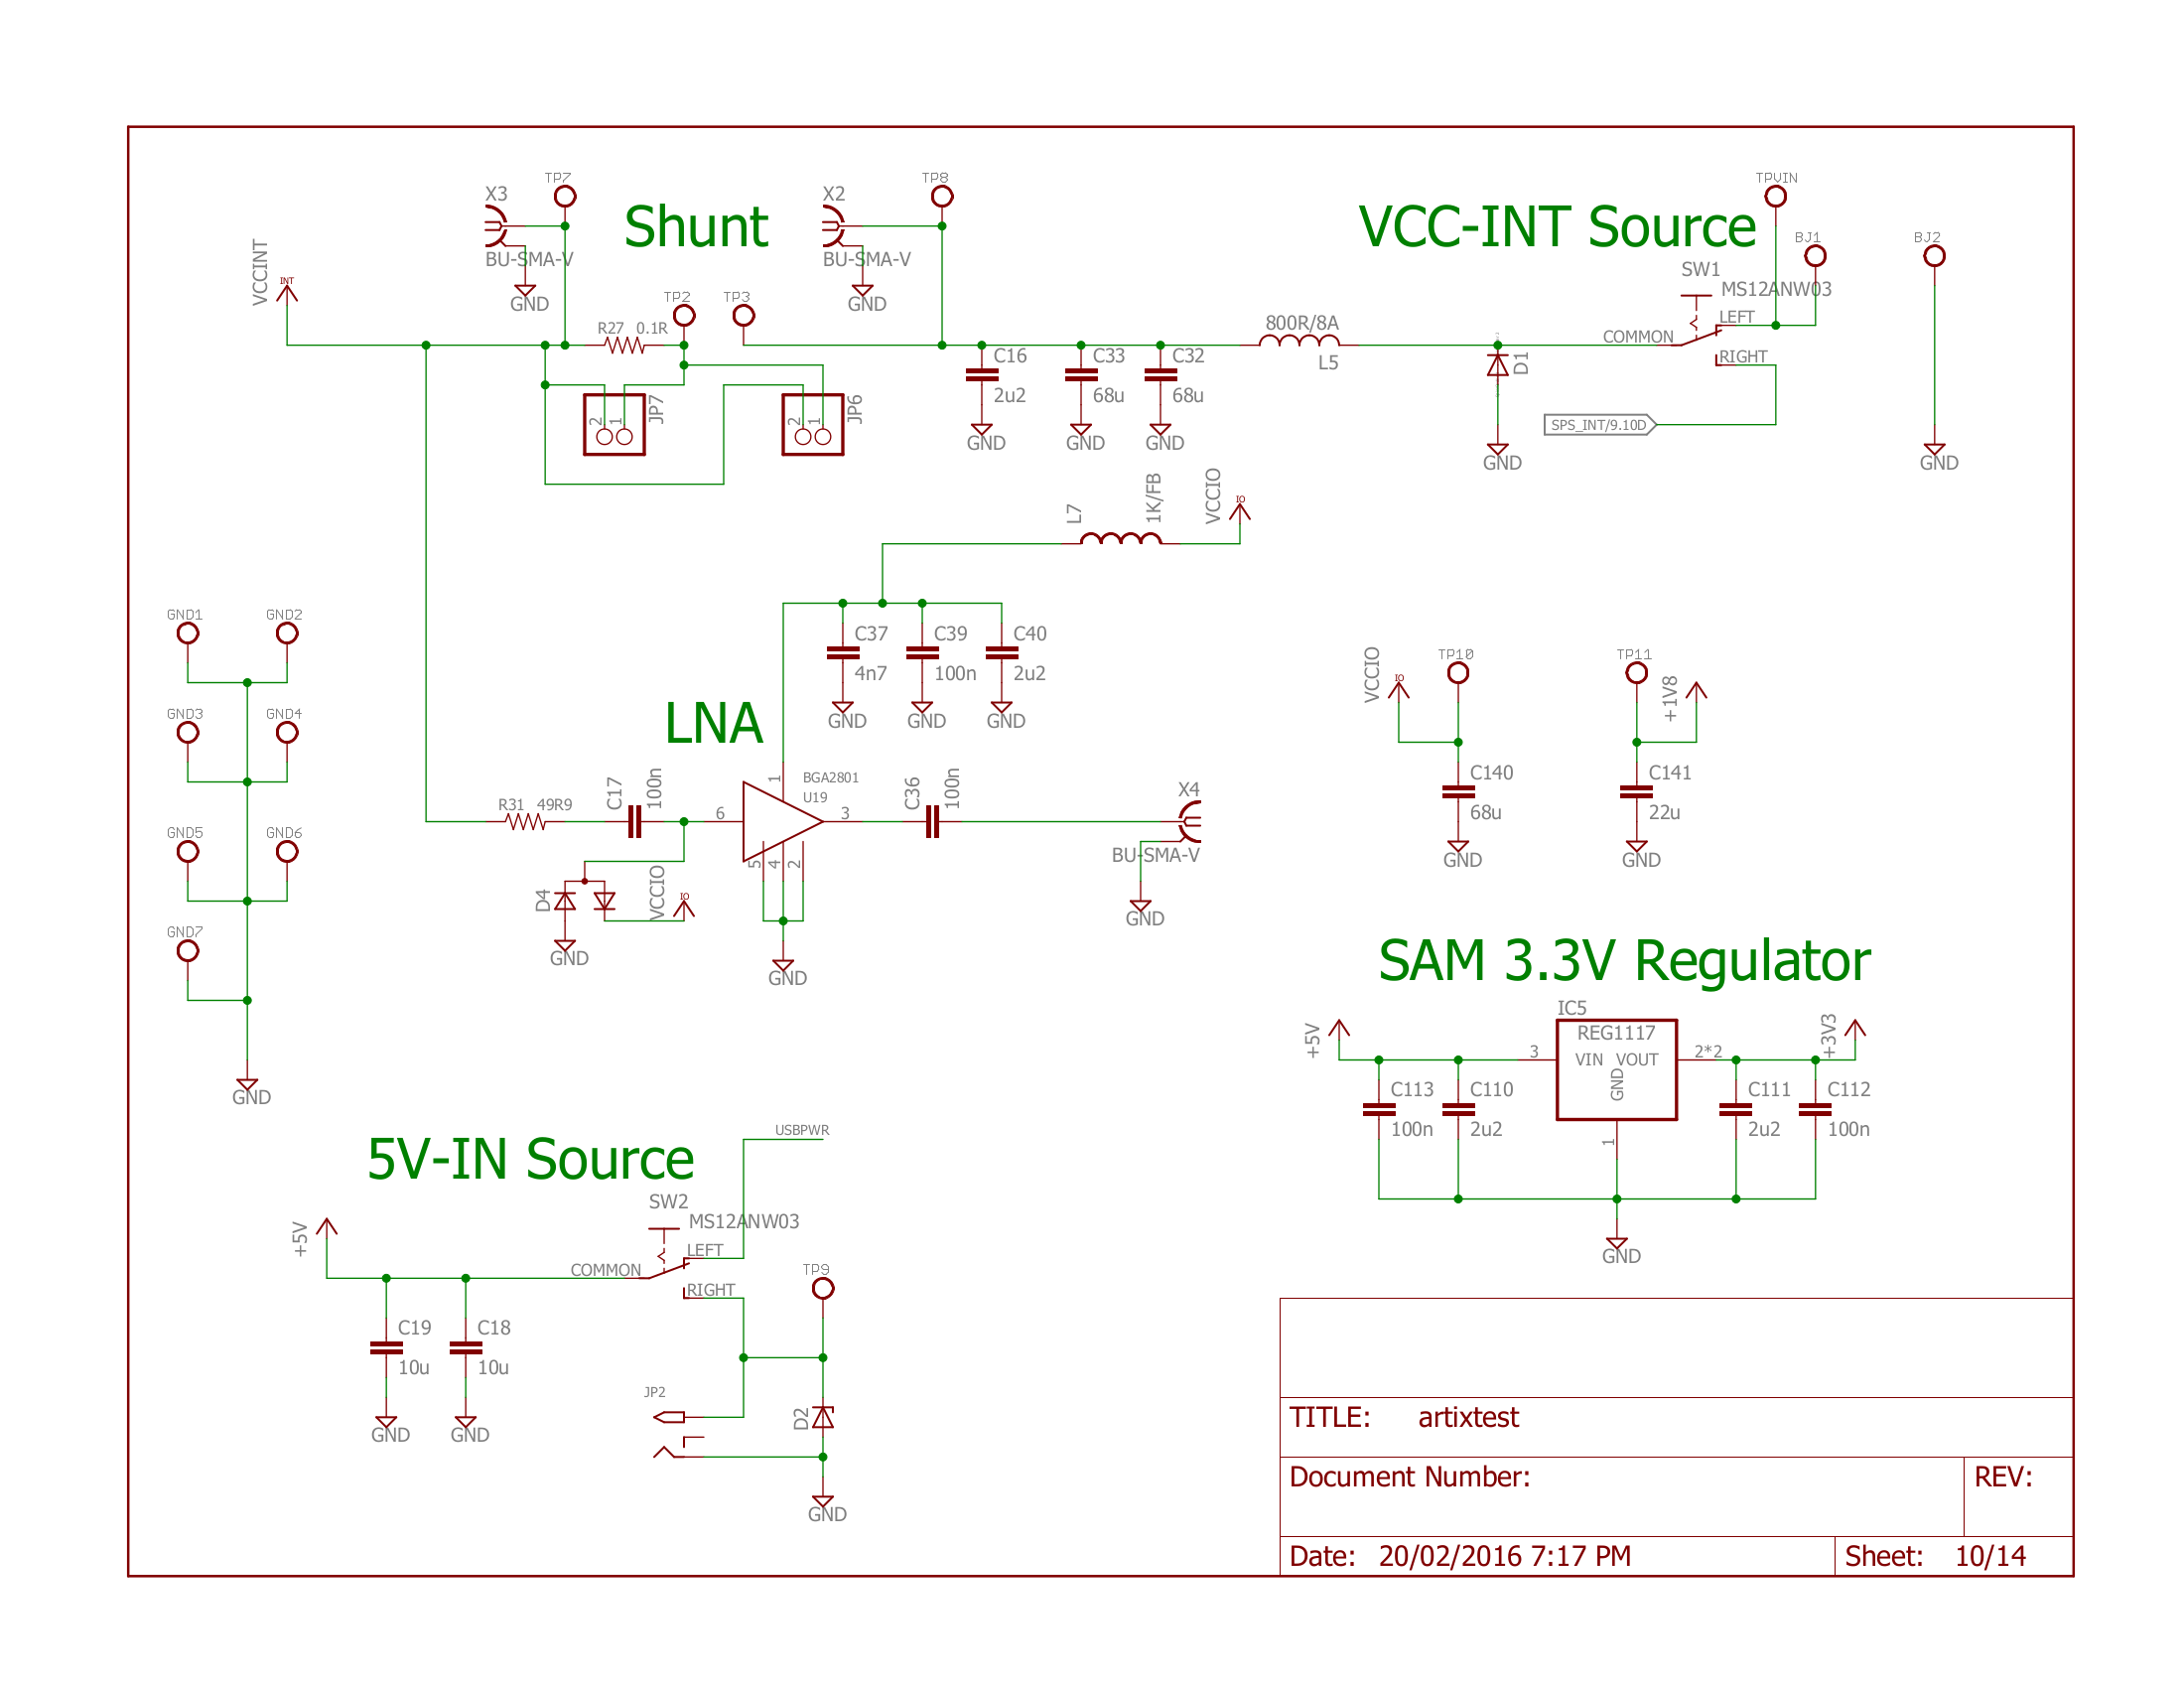 X3
TP7
Shunt
X2
TP8
VCC-INT Source
TPVIN
BJ1
BJ2
BU-SMA-V
GND
BU-SMA-V
GND
VCCINT
INT
SW1
MS12ANW03
LEFT
COMMON
RIGHT
TP2
TP3
R27 0.1R
800R/8A
L5
C16
2u2
GND
C33
68u
GND
C32
68u
GND
D1
GND
SPS_INT/9.10D
GND
JP7
2
1
JP6
2
1
L7
1K/FB
VCCIO
IO
C37
4n7
GND
C39
100n
GND
C40
2u2
GND
GND1
GND2
GND3
GND4
GND5
GND6
GND7
GND
LNA
BGA2801
U19
1
6
3
5
4
2
GND
R31 49R9
C17
100n
C36
100n
X4
BU-SMA-V
GND
D4
GND
VCCIO
IO
VCCIO
IO
TP10
C140
68u
GND
TP11
+1V8
C141
22u
GND
SAM 3.3V Regulator
IC5
REG1117
VIN VOUT
GND
3
2*2
1
+5V
+3V3
C113
100n
C110
2u2
C111
2u2
C112
100n
GND
5V-IN Source
USBPWR
SW2
MS12ANW03
LEFT
COMMON
RIGHT
+5V
C19
10u
GND
C18
10u
GND
TP9
JP2
D2
GND
TITLE: artixtest
Document Number:
REV:
Date: 20/02/2016 7:17 PM
Sheet: 10/14